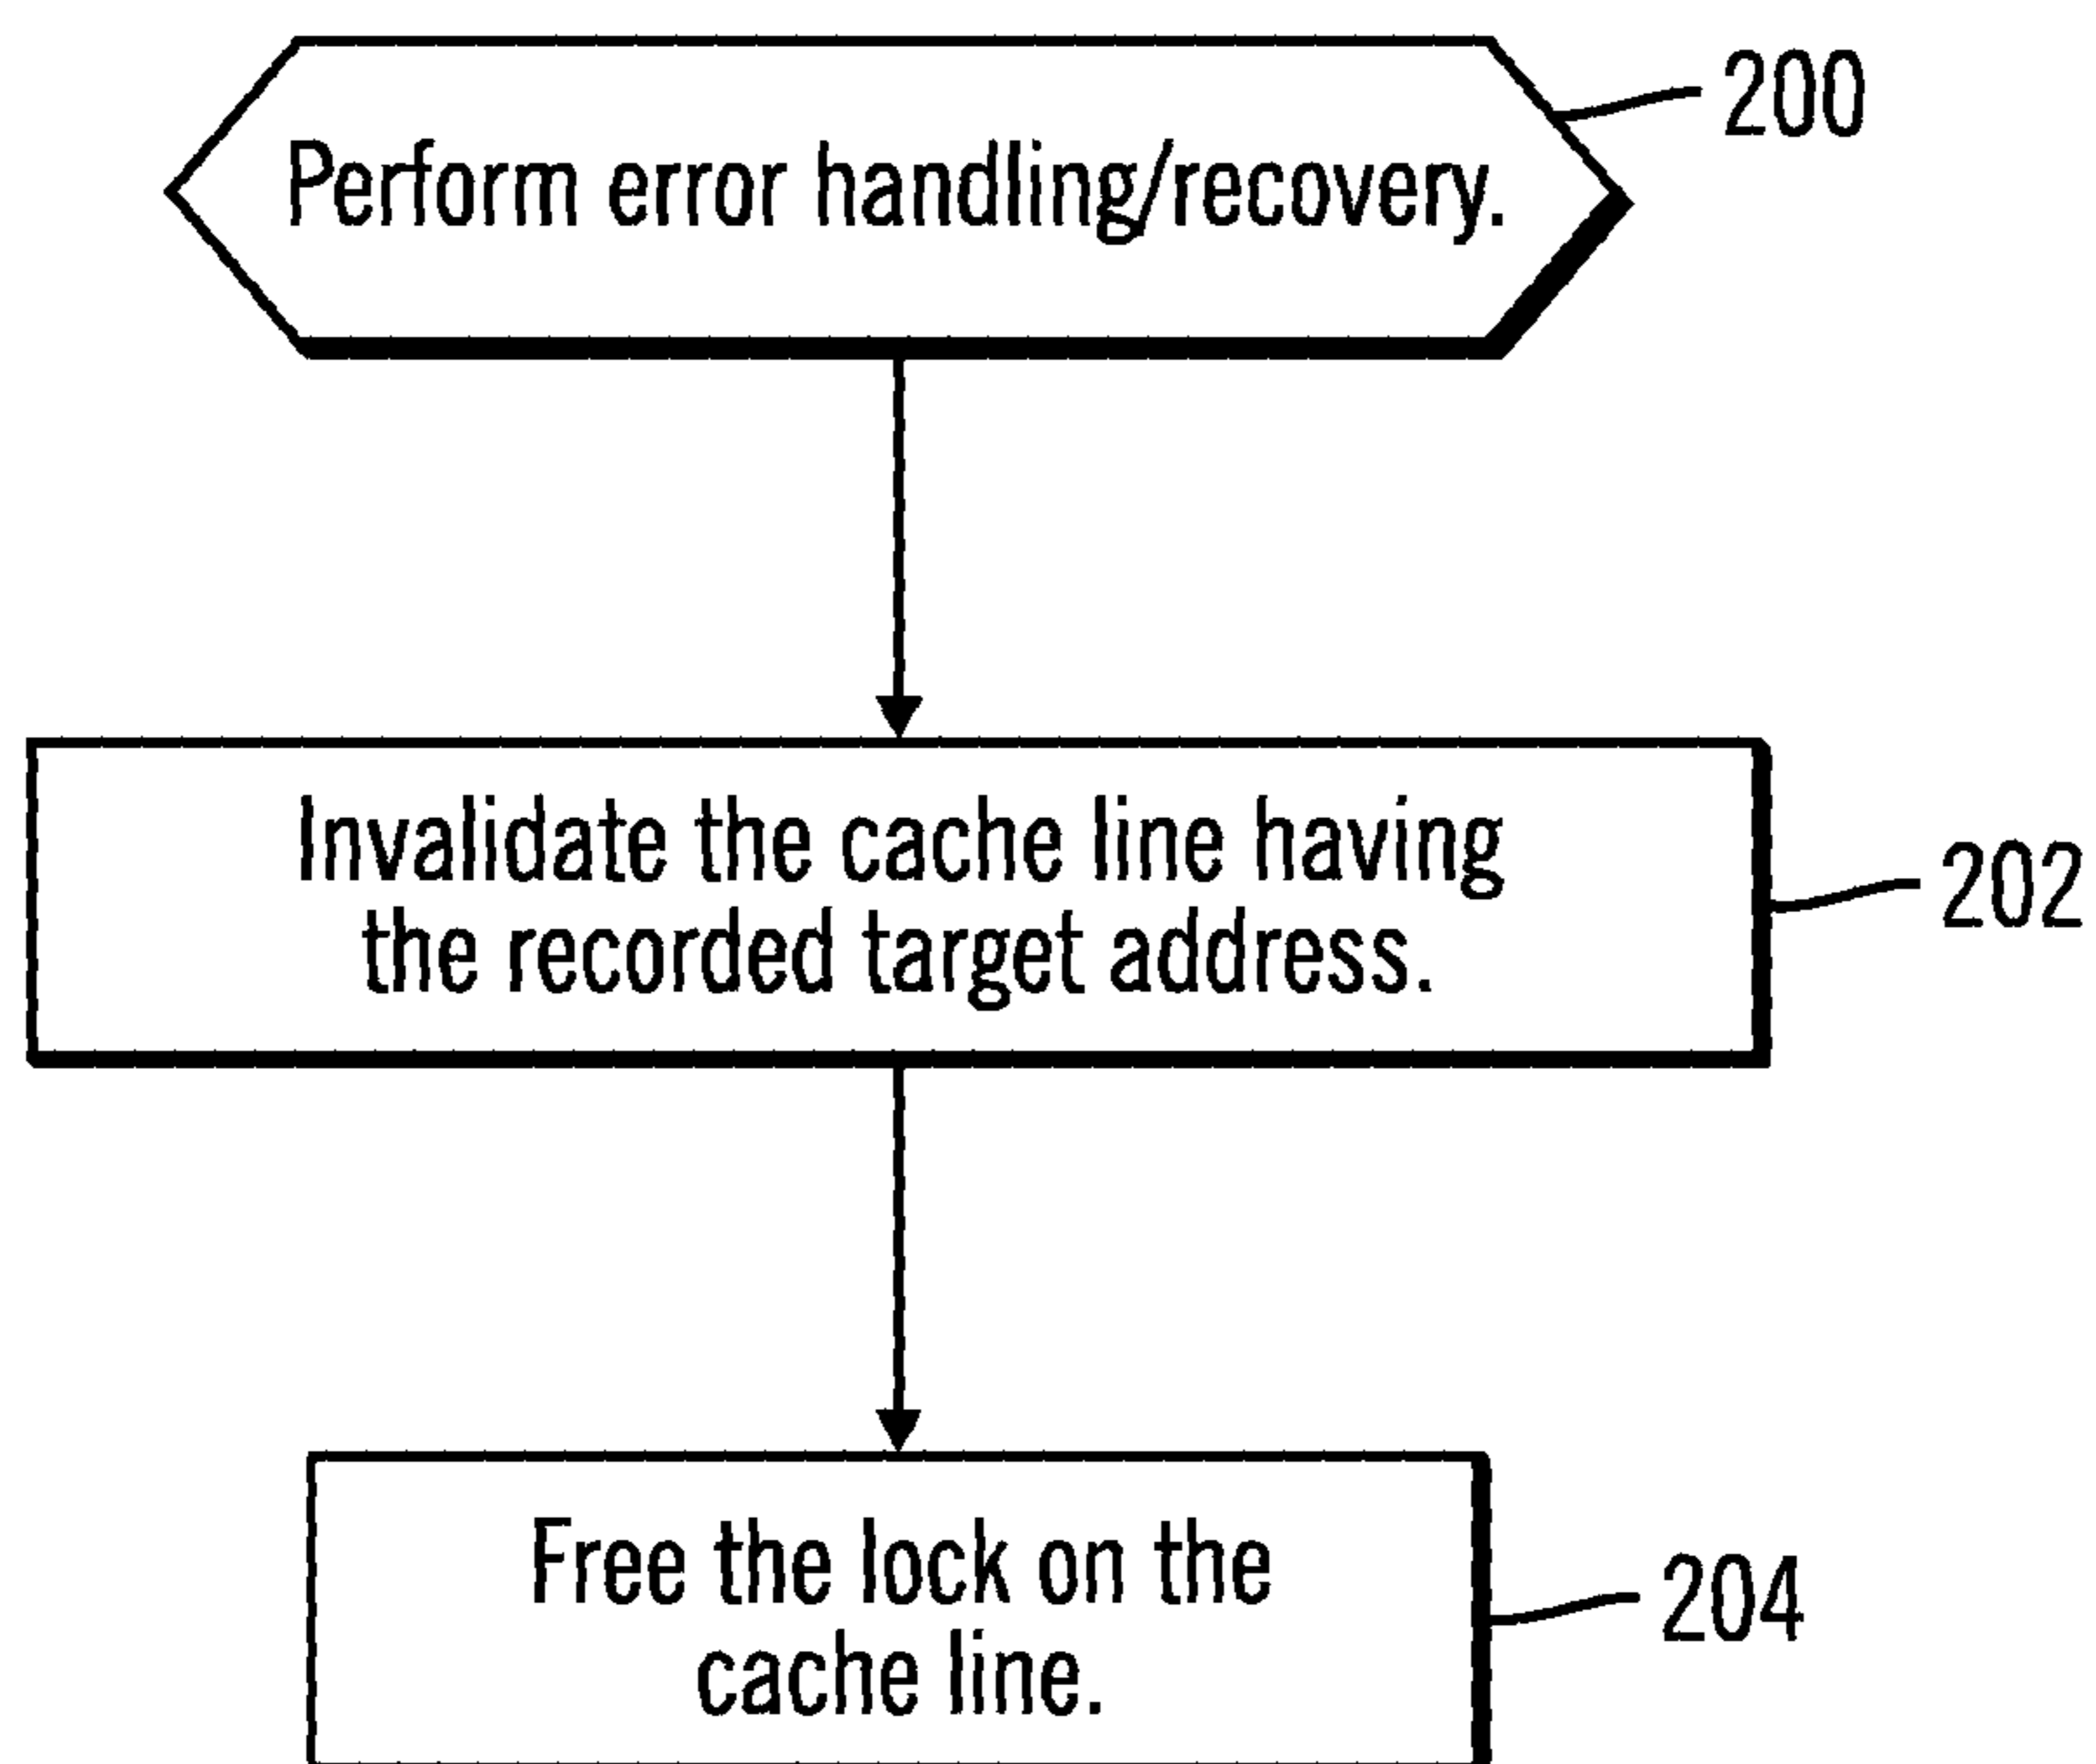 Perform error handling/recovery.
200
Invalidate the cache line having
the recorded target address.
202
Free the lock on the
cache line.
204